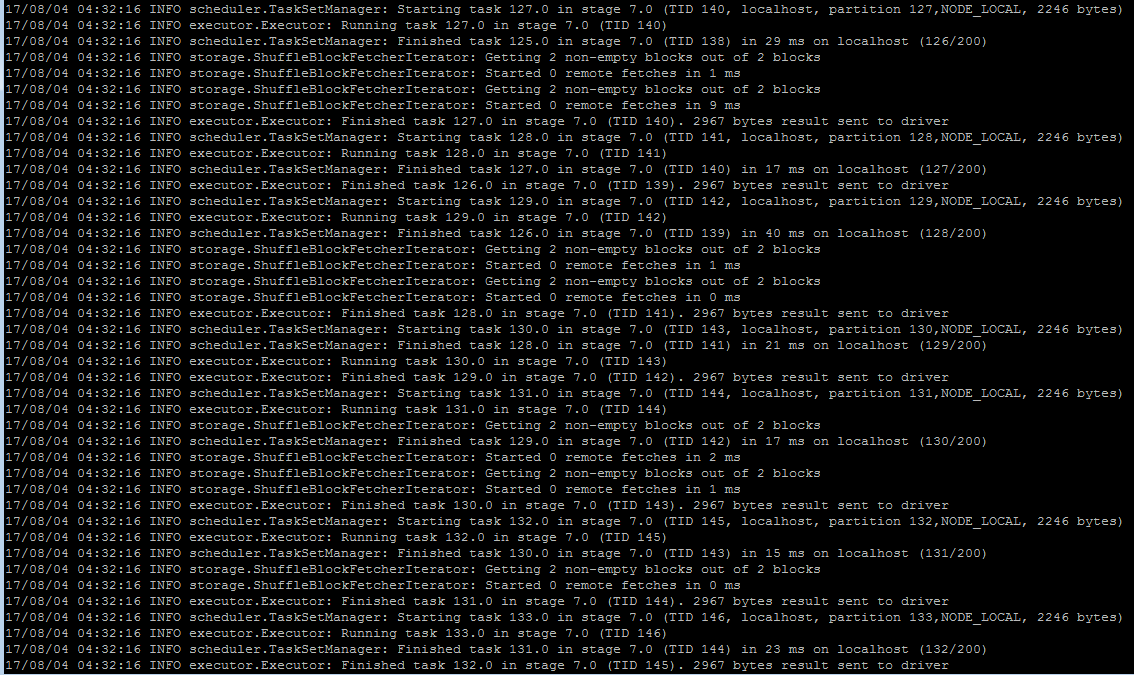 17/08/04 04:32:16 INFO scheduler.TaskSetManager: Starting task 127.0 in stage 7.0 (TID 140, localhost, partition 127,NODE_LOCAL, 2246 bytes)
17/08/04 04:32:16 INFO executor.Executor: Running task 127.0 in stage 7.0 (TID 140)
17/08/04 04:32:16 INFO scheduler.TaskSetManager: Finished task 125.0 in stage 7.0 (TID 138) in 29 ms on localhost (126/200)
17/08/04 04:32:16 INFO storage.ShuffleBlockFetcherIterator: Getting 2 non-empty blocks out of 2 blocks
17/08/04 04:32:16 INFO storage.ShuffleBlockFetcherIterator: Started 0 remote fetches in 1 ms
17/08/04 04:32:16 INFO storage.ShuffleBlockFetcherIterator: Getting 2 non-empty blocks out of 2 blocks
17/08/04 04:32:16 INFO storage.ShuffleBlockFetcherIterator: Started 0 remote fetches in 9 ms
17/08/04 04:32:16 INFO executor.Executor: Finished task 127.0 in stage 7.0 (TID 140). 2967 bytes result sent to driver
17/08/04 04:32:16 INFO scheduler.TaskSetManager: Starting task 128.0 in stage 7.0 (TID 141, localhost, partition 128,NODE_LOCAL, 2246 bytes)
17/08/04 04:32:16 INFO executor.Executor: Running task 128.0 in stage 7.0 (TID 141)
17/08/04 04:32:16 INFO scheduler.TaskSetManager: Finished task 127.0 in stage 7.0 (TID 140) in 17 ms on localhost (127/200)
17/08/04 04:32:16 INFO executor.Executor: Finished task 126.0 in stage 7.0 (TID 139). 2967 bytes result sent to driver
17/08/04 04:32:16 INFO scheduler.TaskSetManager: Starting task 129.0 in stage 7.0 (TID 142, localhost, partition 129,NODE_LOCAL, 2246 bytes)
17/08/04 04:32:16 INFO executor.Executor: Running task 129.0 in stage 7.0 (TID 142)
17/08/04 04:32:16 INFO scheduler.TaskSetManager: Finished task 126.0 in stage 7.0 (TID 139) in 40 ms on localhost (128/200)
17/08/04 04:32:16 INFO storage.ShuffleBlockFetcherIterator: Getting 2 non-empty blocks out of 2 blocks
17/08/04 04:32:16 INFO storage.ShuffleBlockFetcherIterator: Started 0 remote fetches in 1 ms
17/08/04 04:32:16 INFO storage.ShuffleBlockFetcherIterator: Getting 2 non-empty blocks out of 2 blocks
17/08/04 04:32:16 INFO storage.ShuffleBlockFetcherIterator: Started 0 remote fetches in 0 ms
17/08/04 04:32:16 INFO executor.Executor: Finished task 128.0 in stage 7.0 (TID 141). 2967 bytes result sent to driver
17/08/04 04:32:16 INFO scheduler.TaskSetManager: Starting task 130.0 in stage 7.0 (TID 143, localhost, partition 130,NODE_LOCAL, 2246 bytes)
17/08/04 04:32:16 INFO scheduler.TaskSetManager: Finished task 128.0 in stage 7.0 (TID 141) in 21 ms on localhost (129/200)
17/08/04 04:32:16 INFO executor.Executor: Running task 130.0 in stage 7.0 (TID 143)
17/08/04 04:32:16 INFO executor.Executor: Finished task 129.0 in stage 7.0 (TID 142). 2967 bytes result sent to driver
17/08/04 04:32:16 INFO scheduler.TaskSetManager: Starting task 131.0 in stage 7.0 (TID 144, localhost, partition 131,NODE_LOCAL, 2246 bytes)
17/08/04 04:32:16 INFO executor.Executor: Running task 131.0 in stage 7.0 (TID 144)
17/08/04 04:32:16 INFO storage.ShuffleBlockFetcherIterator: Getting 2 non-empty blocks out of 2 blocks
17/08/04 04:32:16 INFO scheduler.TaskSetManager: Finished task 129.0 in stage 7.0 (TID 142) in 17 ms on localhost (130/200)
17/08/04 04:32:16 INFO storage.ShuffleBlockFetcherIterator: Started 0 remote fetches in 2 ms
17/08/04 04:32:16 INFO storage.ShuffleBlockFetcherIterator: Getting 2 non-empty blocks out of 2 blocks
17/08/04 04:32:16 INFO storage.ShuffleBlockFetcherIterator: Started 0 remote fetches in 1 ms
17/08/04 04:32:16 INFO executor.Executor: Finished task 130.0 in stage 7.0 (TID 143). 2967 bytes result sent to driver
17/08/04 04:32:16 INFO scheduler.TaskSetManager: Starting task 132.0 in stage 7.0 (TID 145, localhost, partition 132,NODE_LOCAL, 2246 bytes)
17/08/04 04:32:16 INFO executor.Executor: Running task 132.0 in stage 7.0 (TID 145)
17/08/04 04:32:16 INFO scheduler.TaskSetManager: Finished task 130.0 in stage 7.0 (TID 143) in 15 ms on localhost (131/200)
17/08/04 04:32:16 INFO storage.ShuffleBlockFetcherIterator: Getting 2 non-empty blocks out of 2 blocks
17/08/04 04:32:16 INFO storage.ShuffleBlockFetcherIterator: Started 0 remote fetches in 0 ms
17/08/04 04:32:16 INFO executor.Executor: Finished task 131.0 in stage 7.0 (TID 144). 2967 bytes result sent to driver
17/08/04 04:32:16 INFO scheduler.TaskSetManager: Starting task 133.0 in stage 7.0 (TID 146, localhost, partition 133,NODE_LOCAL, 2246 bytes)
17/08/04 04:32:16 INFO executor.Executor: Running task 133.0 in stage 7.0 (TID 146)
17/08/04 04:32:16 INFO scheduler.TaskSetManager: Finished task 131.0 in stage 7.0 (TID 144) in 23 ms on localhost (132/200)
17/08/04 04:32:16 INFO executor.Executor: Finished task 132.0 in stage 7.0 (TID 145). 2967 bytes result sent to driver